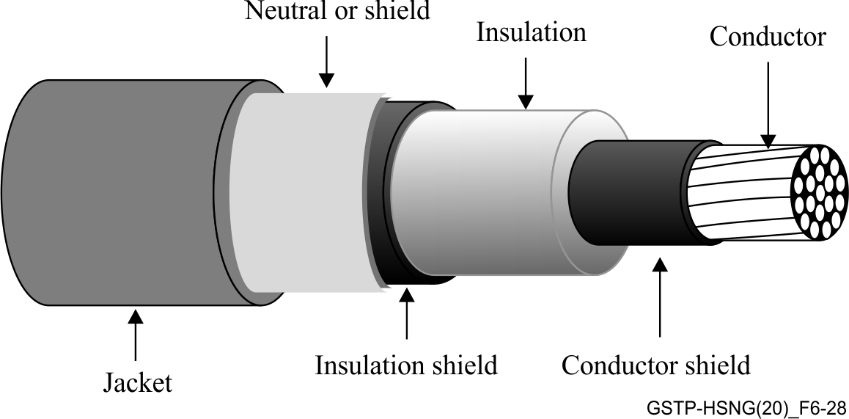 Neutral or shield
Insulation
Conductor
Insulation shield
Conductor shield
Jacket
GSTP-HSNG(20)_F6-28